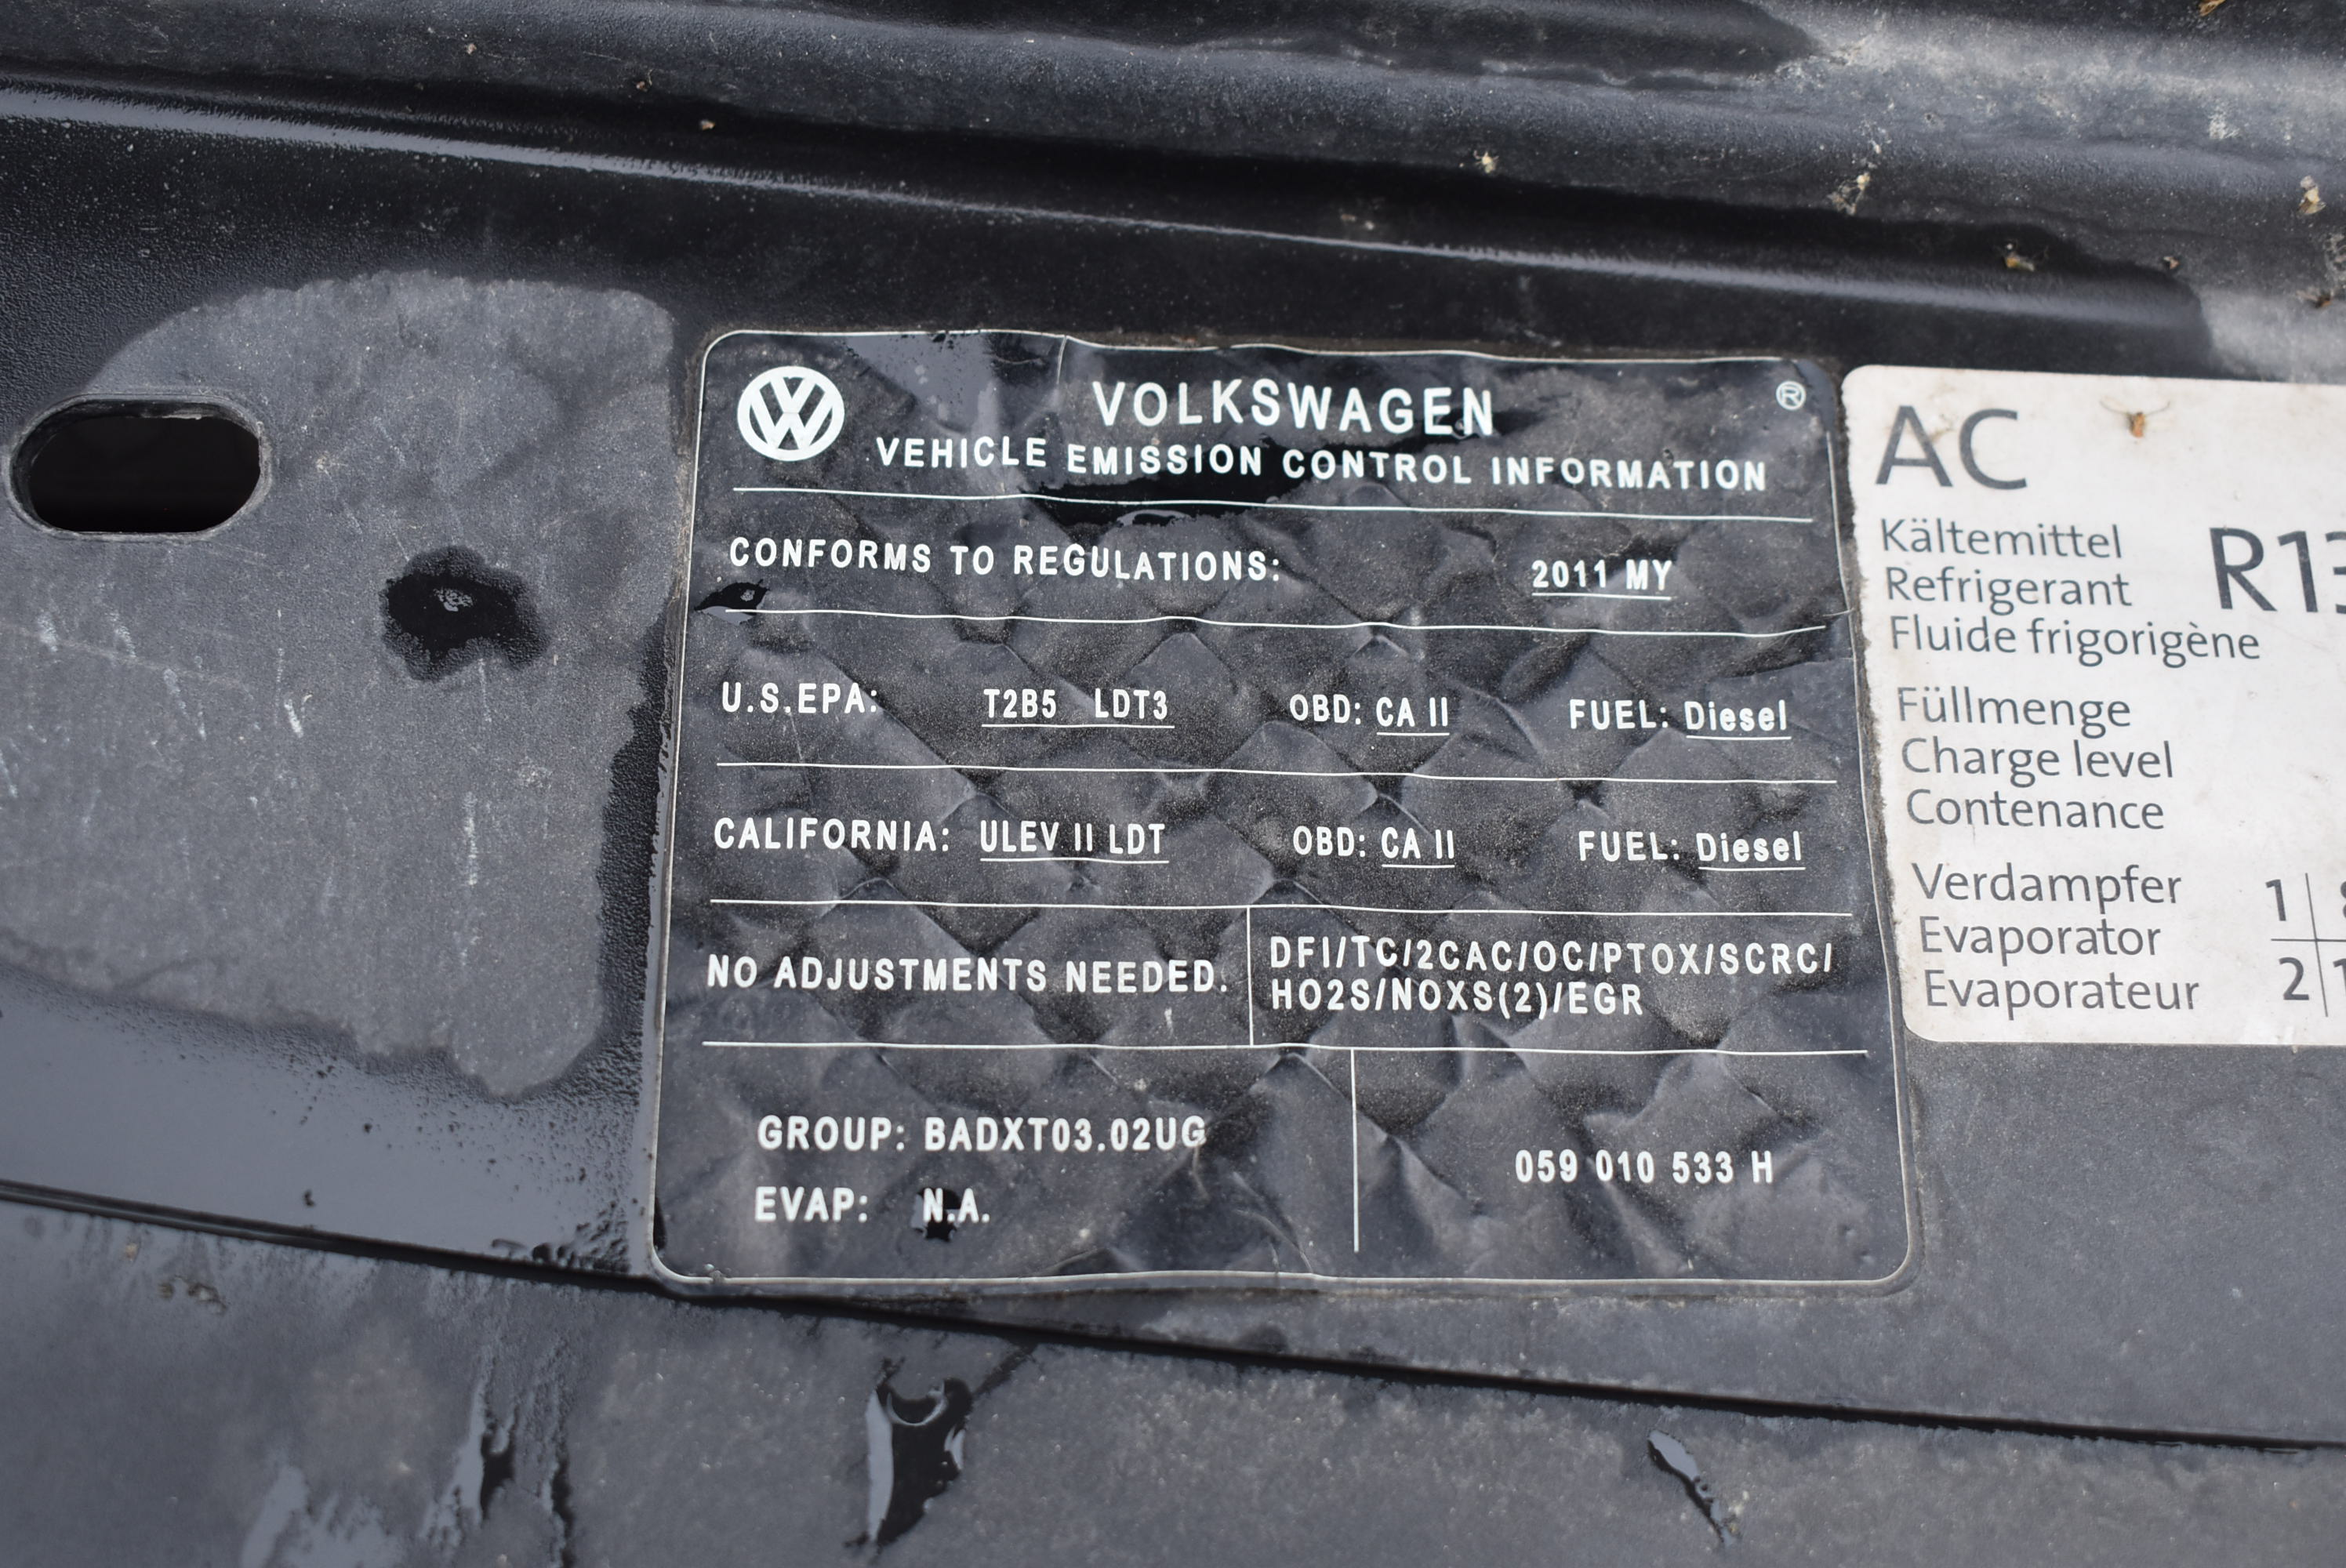 VOLKSWAGEN ®
VEHICLE EMISSION CONTROL INFORMATION
CONFORMS TO REGULATIONS: 2011 MY
U.S.EPA: T2B5 LDT3 OBD: CA II FUEL: Diesel
CALIFORNIA: ULEV II LDT OBD: CA II FUEL: Diesel
NO ADJUSTMENTS NEEDED.
DFI/TC/2CAC/OC/PTOX/SCRC/
HO2S/NOXS(2)/EGR
GROUP: BADXT03.02UG
EVAP: N.A.
059 010 533 H
AC
Kältemittel
Refrigerant
Fluide frigorigène
Füllmenge
Charge level
Contenance
Verdampfer 1
Evaporator
Evaporateur 2